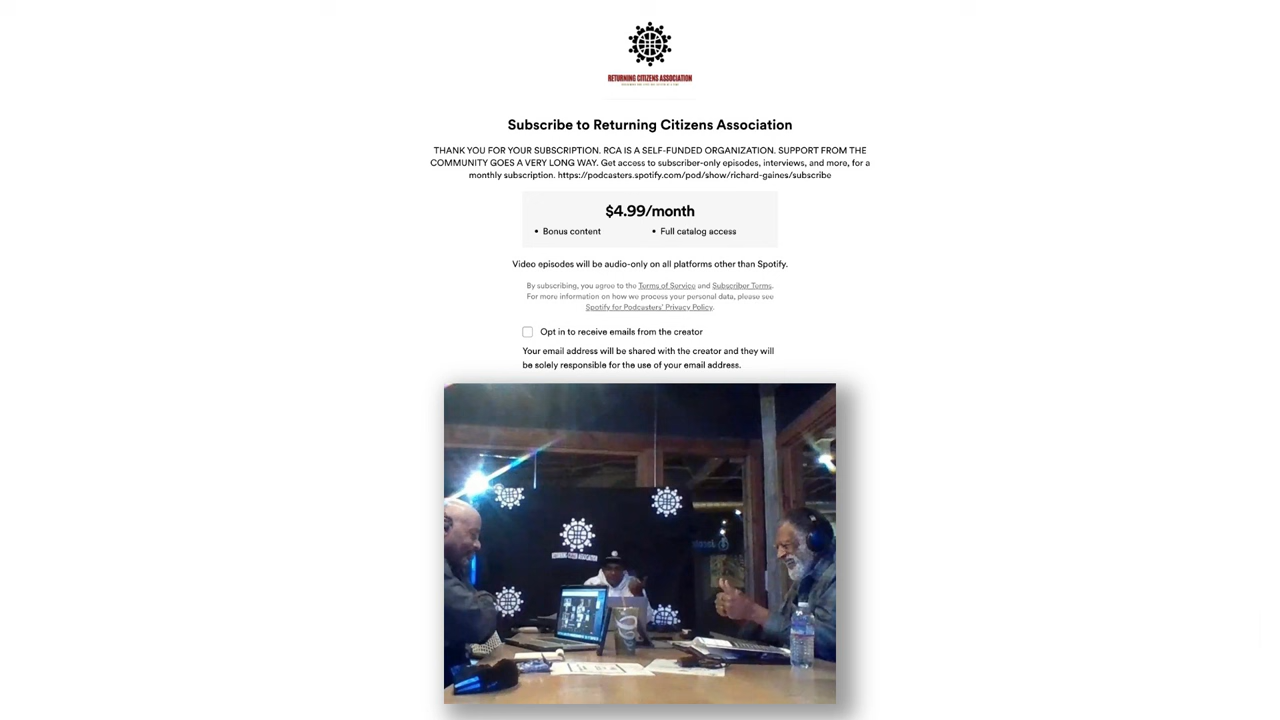 RETURNING CITIZENS ASSOCIATION
Subscribe to Returning Citizens Association
THANK YOU FOR YOUR SUBSCRIPTION. RCA IS A SELF-FUNDED ORGANIZATION. SUPPORT FROM THE
COMMUNITY GOES A VERY LONG WAY. Get access to subscriber-only episodes, interviews, and more, for a
monthly subscription. https://podcasters.spotify.com/pod/show/richard-gaines/subscribe
$4.99/month
• Bonus content • Full catalog access
Video episodes will be audio-only on all platforms other than Spotify.
By subscribing, you agree to the Terms of Service and Subscriber Terms.
For more information on how we process your personal data, please see
Spotify for Podcasters' Privacy Policy.
Opt in to receive emails from the creator
Your email address will be shared with the creator and they will
be solely responsible for the use of your email address.
RETURNING CITIZENS ASSOCIATION